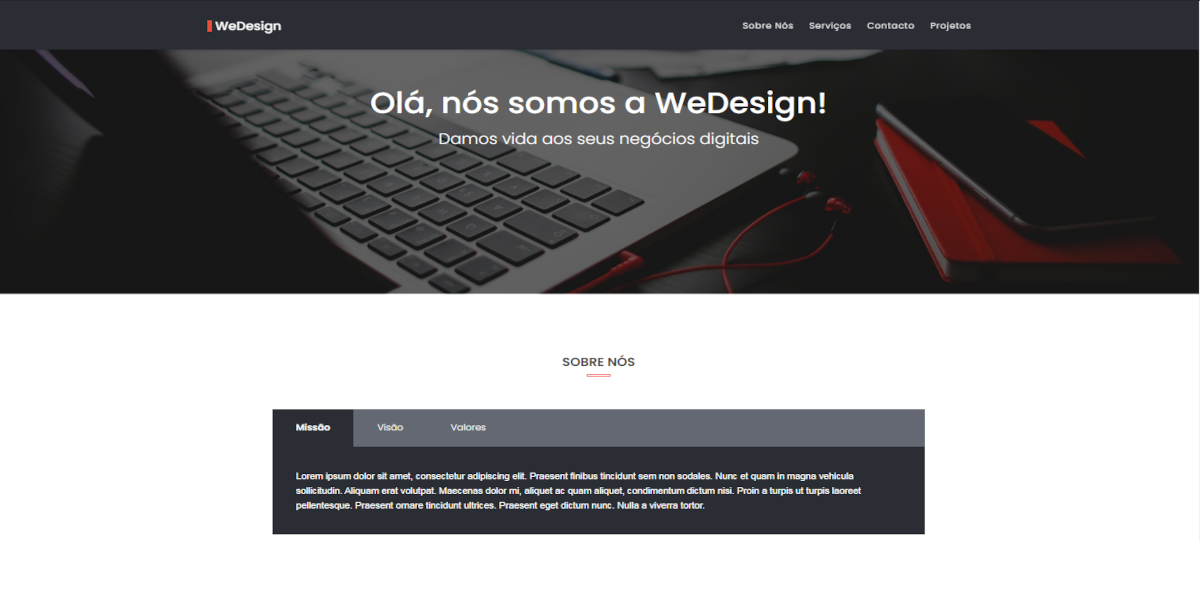 WeDesign
Sobre Nós Serviços Contacto Projetos
Olá, nós somos a WeDesign!
Damos vida aos seus negócios digitais
SOBRE NÓS
Missão Visão Valores
Lorem ipsum dolor sit amet, consectetur adipiscing elit. Praesent finibus tincidunt sem non sodales. Nunc et quam in magna vehicula
sollicitudin. Aliquam erat volutpat. Maecenas dolor mi, aliquet ac quam aliquet, condimentum dictum nisi. Proin a turpis ut turpis laoreet
pellentesque. Praesent ornare tincidunt ultrices. Praesent eget dictum nunc. Nulla a viverra tortor.